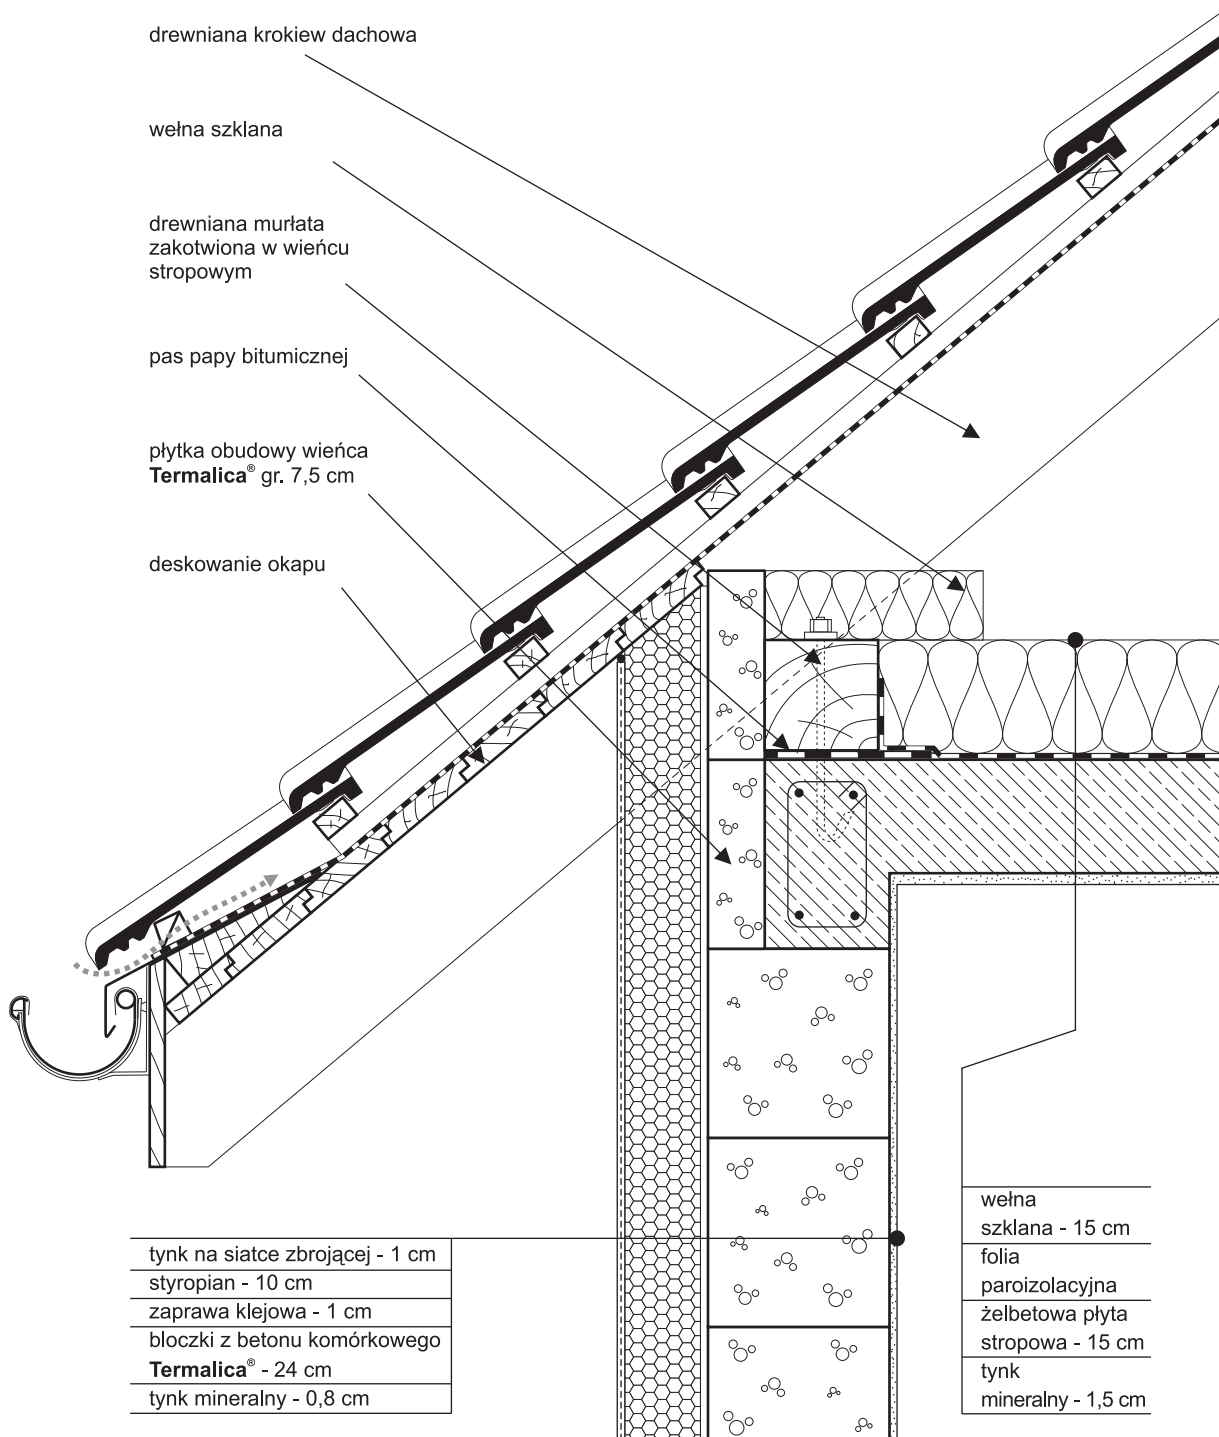 drewniana krokiew dachowa
wełna szklana
drewniana murłata
zakotwiona w wieńcu
stropowym
pas papy bitumicznej
płytka obudowy wieńca
Termalica® gr. 7,5 cm
deskowanie okapu
tynk na siatce zbrojącej - 1 cm
styropian - 10 cm
zaprawa klejowa - 1 cm
bloczki z betonu komórkowego
Termalica® - 24 cm
tynk mineralny - 0,8 cm
wełna
szklana - 15 cm
folia
paroizolacyjna
żelbetowa płyta
stropowa - 15 cm
tynk
mineralny - 1,5 cm